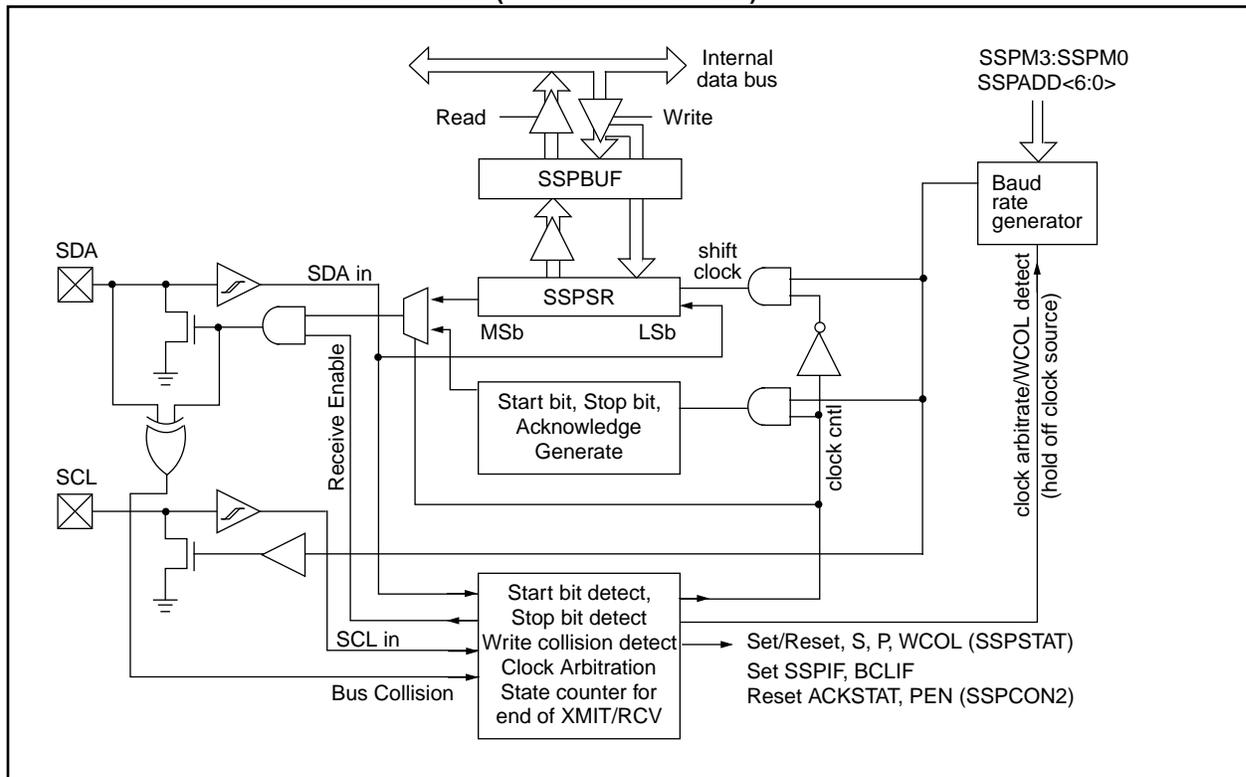 Internal
data bus
SSPM3:SSPM0
SSPADD<6:0>
Read
Write
SSPBUF
Baud
rate
generator
SDA
shift
clock
SDA in
SSPSR
MSb
LSb
clock arbitrate/WCOL detect
(hold off clock source)
Receive Enable
Start bit, Stop bit,
Acknowledge
Generate
clock cntl
SCL
Start bit detect,
Stop bit detect
Write collision detect
Clock Arbitration
State counter for
end of XMIT/RCV
SCL in
Bus Collision
Set/Reset, S, P, WCOL (SSPSTAT)
Set SSPIF, BCLIF
Reset ACKSTAT, PEN (SSPCON2)